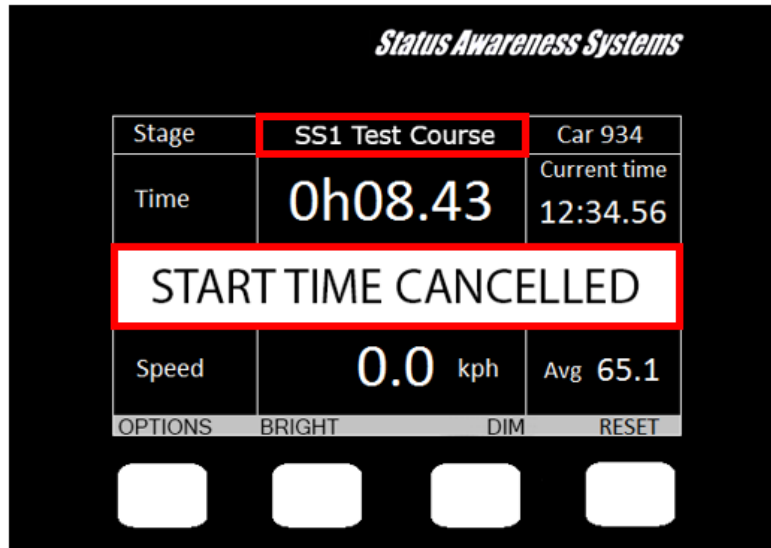 Status Awareness Systems
Stage SS1 Test Course Car 934
Current time
Time 0h08.43 12:34.56
START TIME CANCELLED
Speed 0.0 kph Avg 65.1
OPTIONS BRIGHT DIM RESET